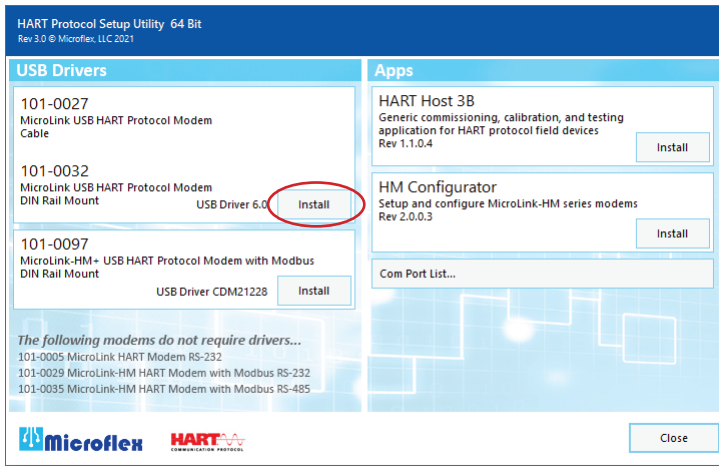 HART Protocol Setup Utility 64 Bit
Rev 3.0 © Microflex, LLC 2021
USB Drivers
101-0027
MicroLink USB HART Protocol Modem
Cable
101-0032
MicroLink USB HART Protocol Modem
DIN Rail Mount
USB Driver 6.0
Install
101-0097
MicroLink-HM+ USB HART Protocol Modem with Modbus
DIN Rail Mount
USB Driver CDM21228
Install
The following modems do not require drivers...
101-0005 MicroLink HART Modem RS-232
101-0029 MicroLink-HM HART Modem with Modbus RS-232
101-0035 MicroLink-HM HART Modem with Modbus RS-485
Apps
HART Host 3B
Generic commissioning, calibration, and testing
application for HART protocol field devices
Rev 1.1.0.4
Install
HM Configurator
Setup and configure MicroLink-HM series modems
Rev 2.0.0.3
Install
Com Port List...
Microflex
HART
COMMUNICATION PROTOCOL
Close